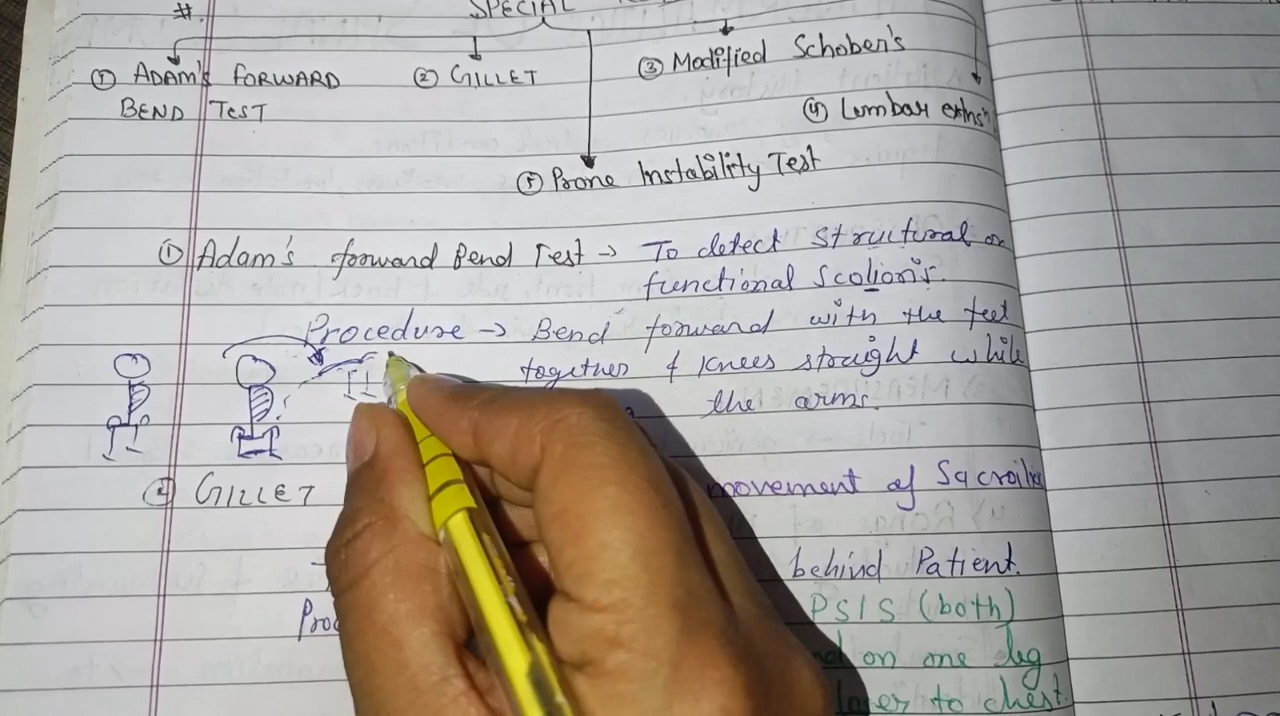 #.
SPECIAL
① ADAM's FORWARD
BEND TEST
② GILLET
③ Modified Schober's
④ Lumbar extnsn
⑤ Prone Instability Test
① Adam's forward Bend Test → To detect structural or
functional Scoliosis.
Procedure → Bend forward with the feet
together & knees straight while
the arms.
② GILLET
movement of Sacroiliac
behind Patient.
PSIS (both)
on one leg
to chest.